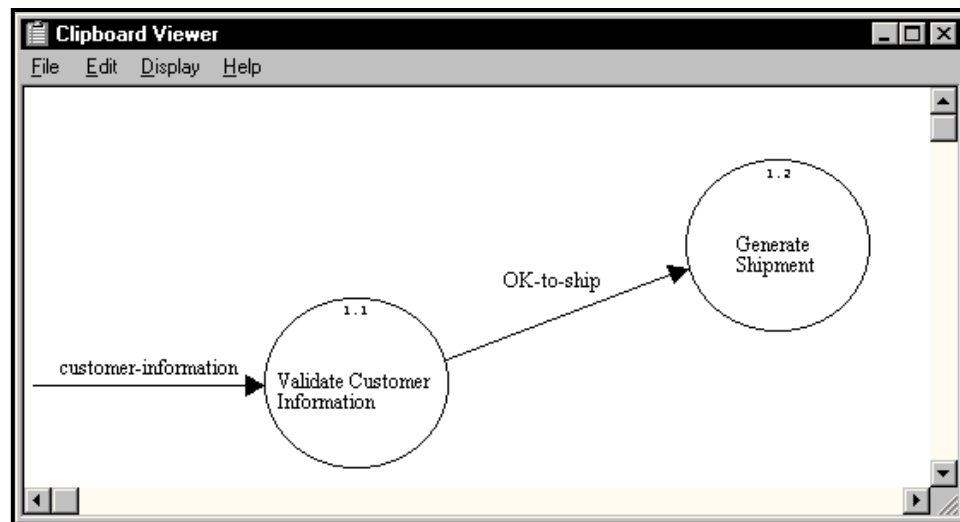 Clipboard Viewer
File Edit Display Help
1.2
Generate
Shipment
OK-to-ship
1.1
customer-information
Validate Customer
Information